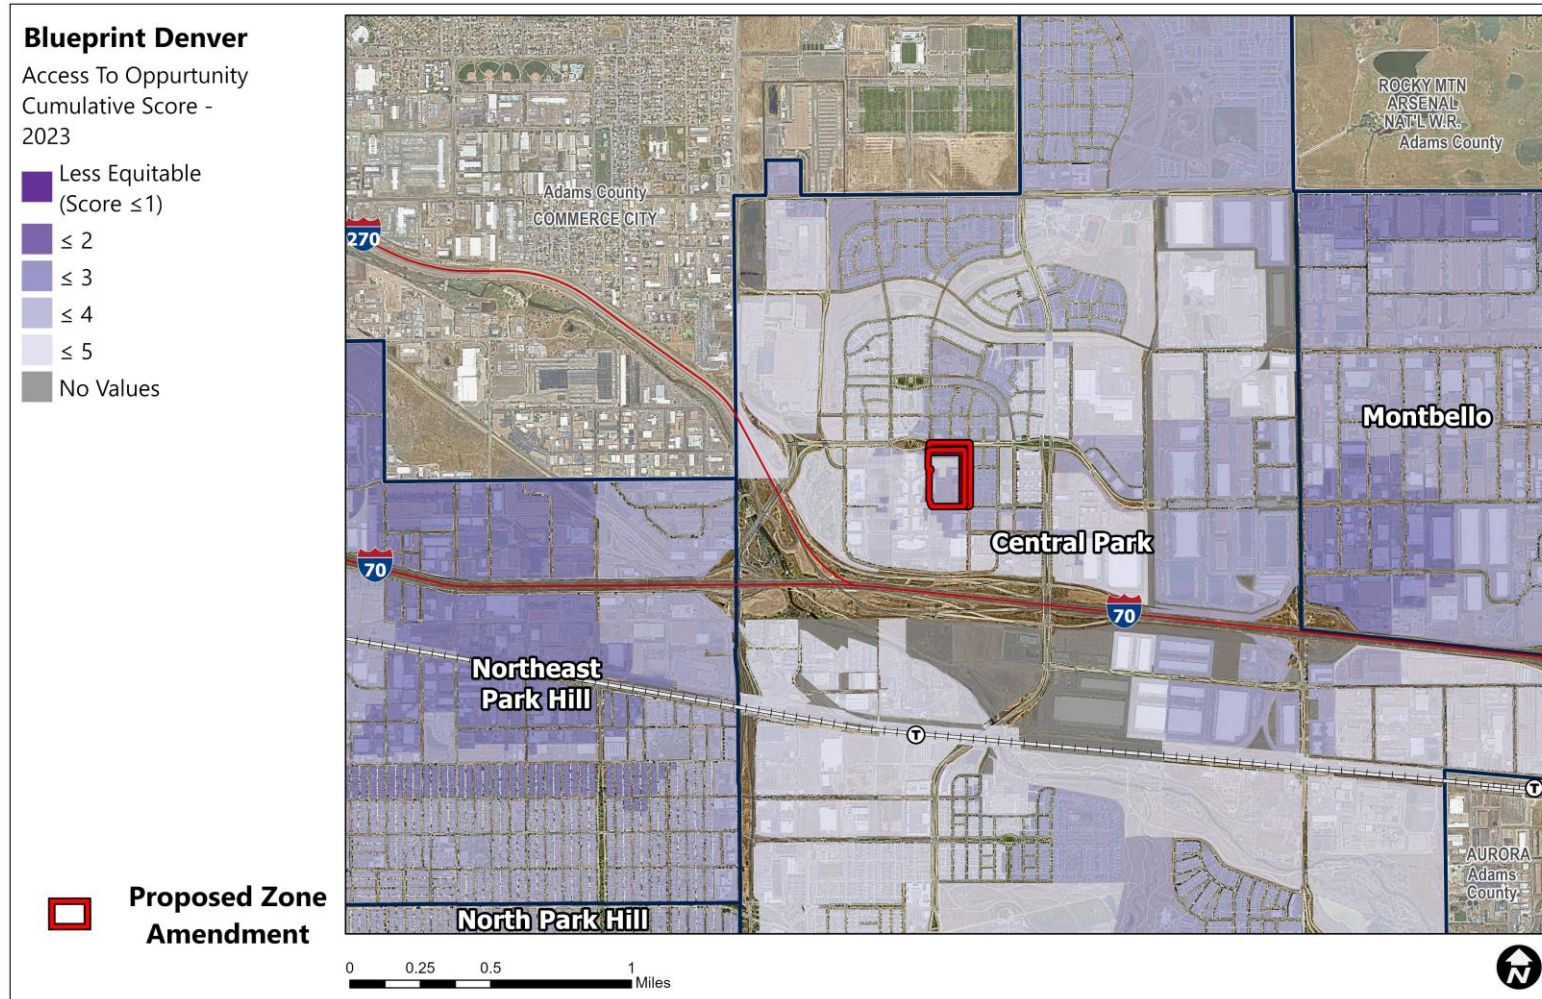 Blueprint Denver
Access To Oppurtunity
Cumulative Score -
2023
Less Equitable
(Score ≤1)
≤ 2
≤ 3
≤ 4
≤ 5
No Values
Proposed Zone
Amendment
ROCKY MTN
ARSENAL
NAT'L W.R.
Adams County
Adams County
COMMERCE CITY
270
Montbello
Central Park
70
70
Northeast
Park Hill
T
T
AURORA
Adams
County
North Park Hill
0 0.25 0.5 1
Miles
N